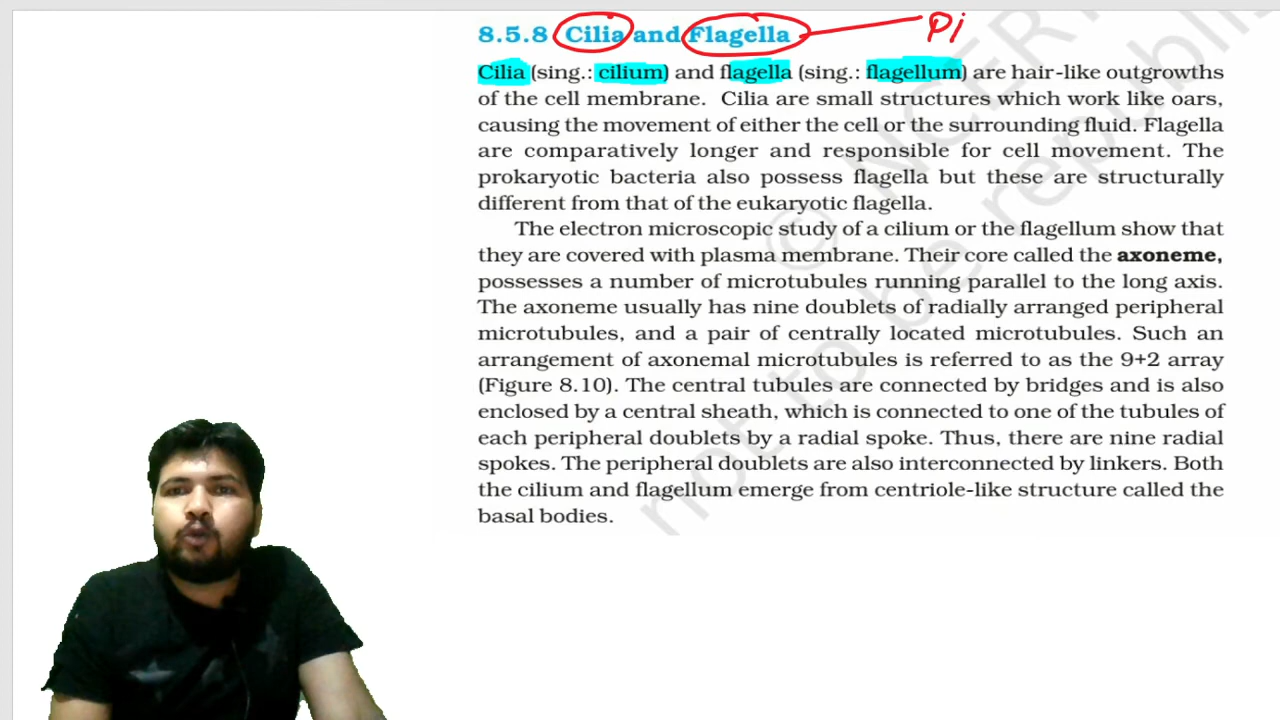 8.5.8 Cilia and Flagella
Pi
Cilia (sing.: cilium) and flagella (sing.: flagellum) are hair-like outgrowths
of the cell membrane. Cilia are small structures which work like oars,
causing the movement of either the cell or the surrounding fluid. Flagella
are comparatively longer and responsible for cell movement. The
prokaryotic bacteria also possess flagella but these are structurally
different from that of the eukaryotic flagella.
The electron microscopic study of a cilium or the flagellum show that
they are covered with plasma membrane. Their core called the axoneme,
possesses a number of microtubules running parallel to the long axis.
The axoneme usually has nine doublets of radially arranged peripheral
microtubules, and a pair of centrally located microtubules. Such an
arrangement of axonemal microtubules is referred to as the 9+2 array
(Figure 8.10). The central tubules are connected by bridges and is also
enclosed by a central sheath, which is connected to one of the tubules of
each peripheral doublets by a radial spoke. Thus, there are nine radial
spokes. The peripheral doublets are also interconnected by linkers. Both
the cilium and flagellum emerge from centriole-like structure called the
basal bodies.
© NCERT
not to be republi